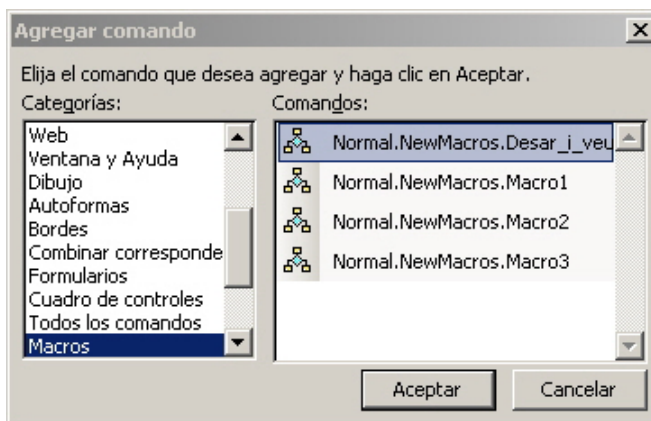 Agregar comando
Elija el comando que desea agregar y haga clic en Aceptar.
Categorías:
Web
Ventana y Ayuda
Dibujo
Autoformas
Bordes
Combinar corresponde
Formularios
Cuadro de controles
Todos los comandos
Macros
Comandos:
Normal.NewMacros.Desar_i_veu
Normal.NewMacros.Macro1
Normal.NewMacros.Macro2
Normal.NewMacros.Macro3
Aceptar
Cancelar